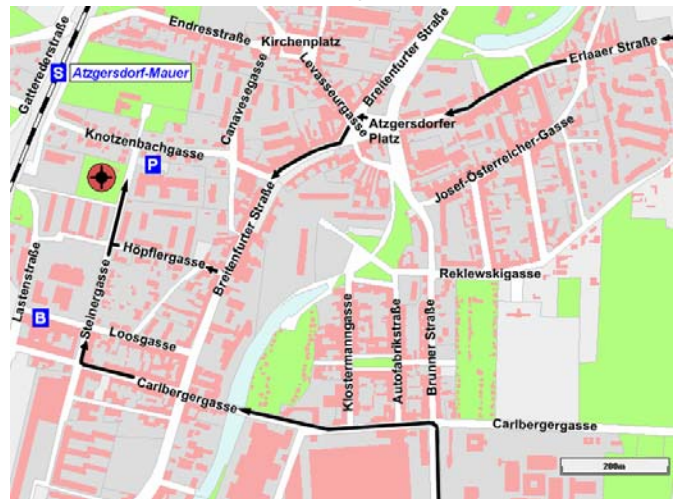 Endresstraße
Kirchenplatz
Breitenfurter Straße
Erlaaer Straße
Gatterederstraße
S
Atzgersdorf-Mauer
Canavesegasse
Levasseurgasse
Atzgersdorfer
Platz
Knotzenbachgasse
P
Josef-Österreicher-Gasse
Breitenfurter Straße
Höpflergasse
Reklewskigasse
Lastenstraße
Steinergasse
B
Loosgasse
Klostermanngasse
Autofabrikstraße
Brunner Straße
Carlbergergasse
Carlbergergasse
200m